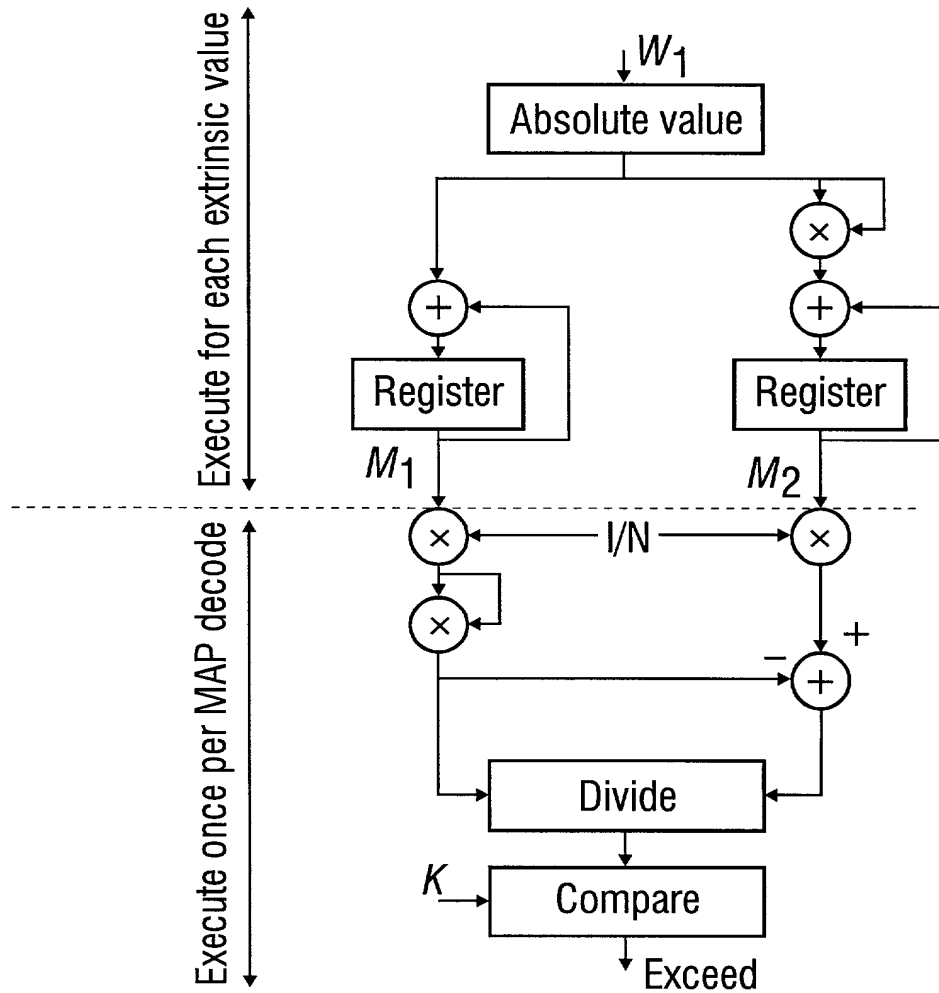 Execute for each extrinsic value
W1
Absolute value
×
+
+
Register
Register
M1
M2
Execute once per MAP decode
×
I/N
×
×
+
−
+
Divide
K
Compare
Exceed